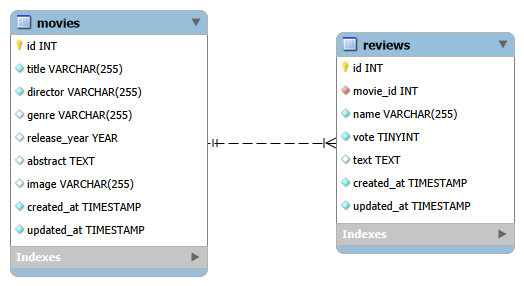 movies
id INT
title VARCHAR(255)
director VARCHAR(255)
genre VARCHAR(255)
release_year YEAR
abstract TEXT
image VARCHAR(255)
created_at TIMESTAMP
updated_at TIMESTAMP
Indexes
reviews
id INT
movie_id INT
name VARCHAR(255)
vote TINYINT
text TEXT
created_at TIMESTAMP
updated_at TIMESTAMP
Indexes